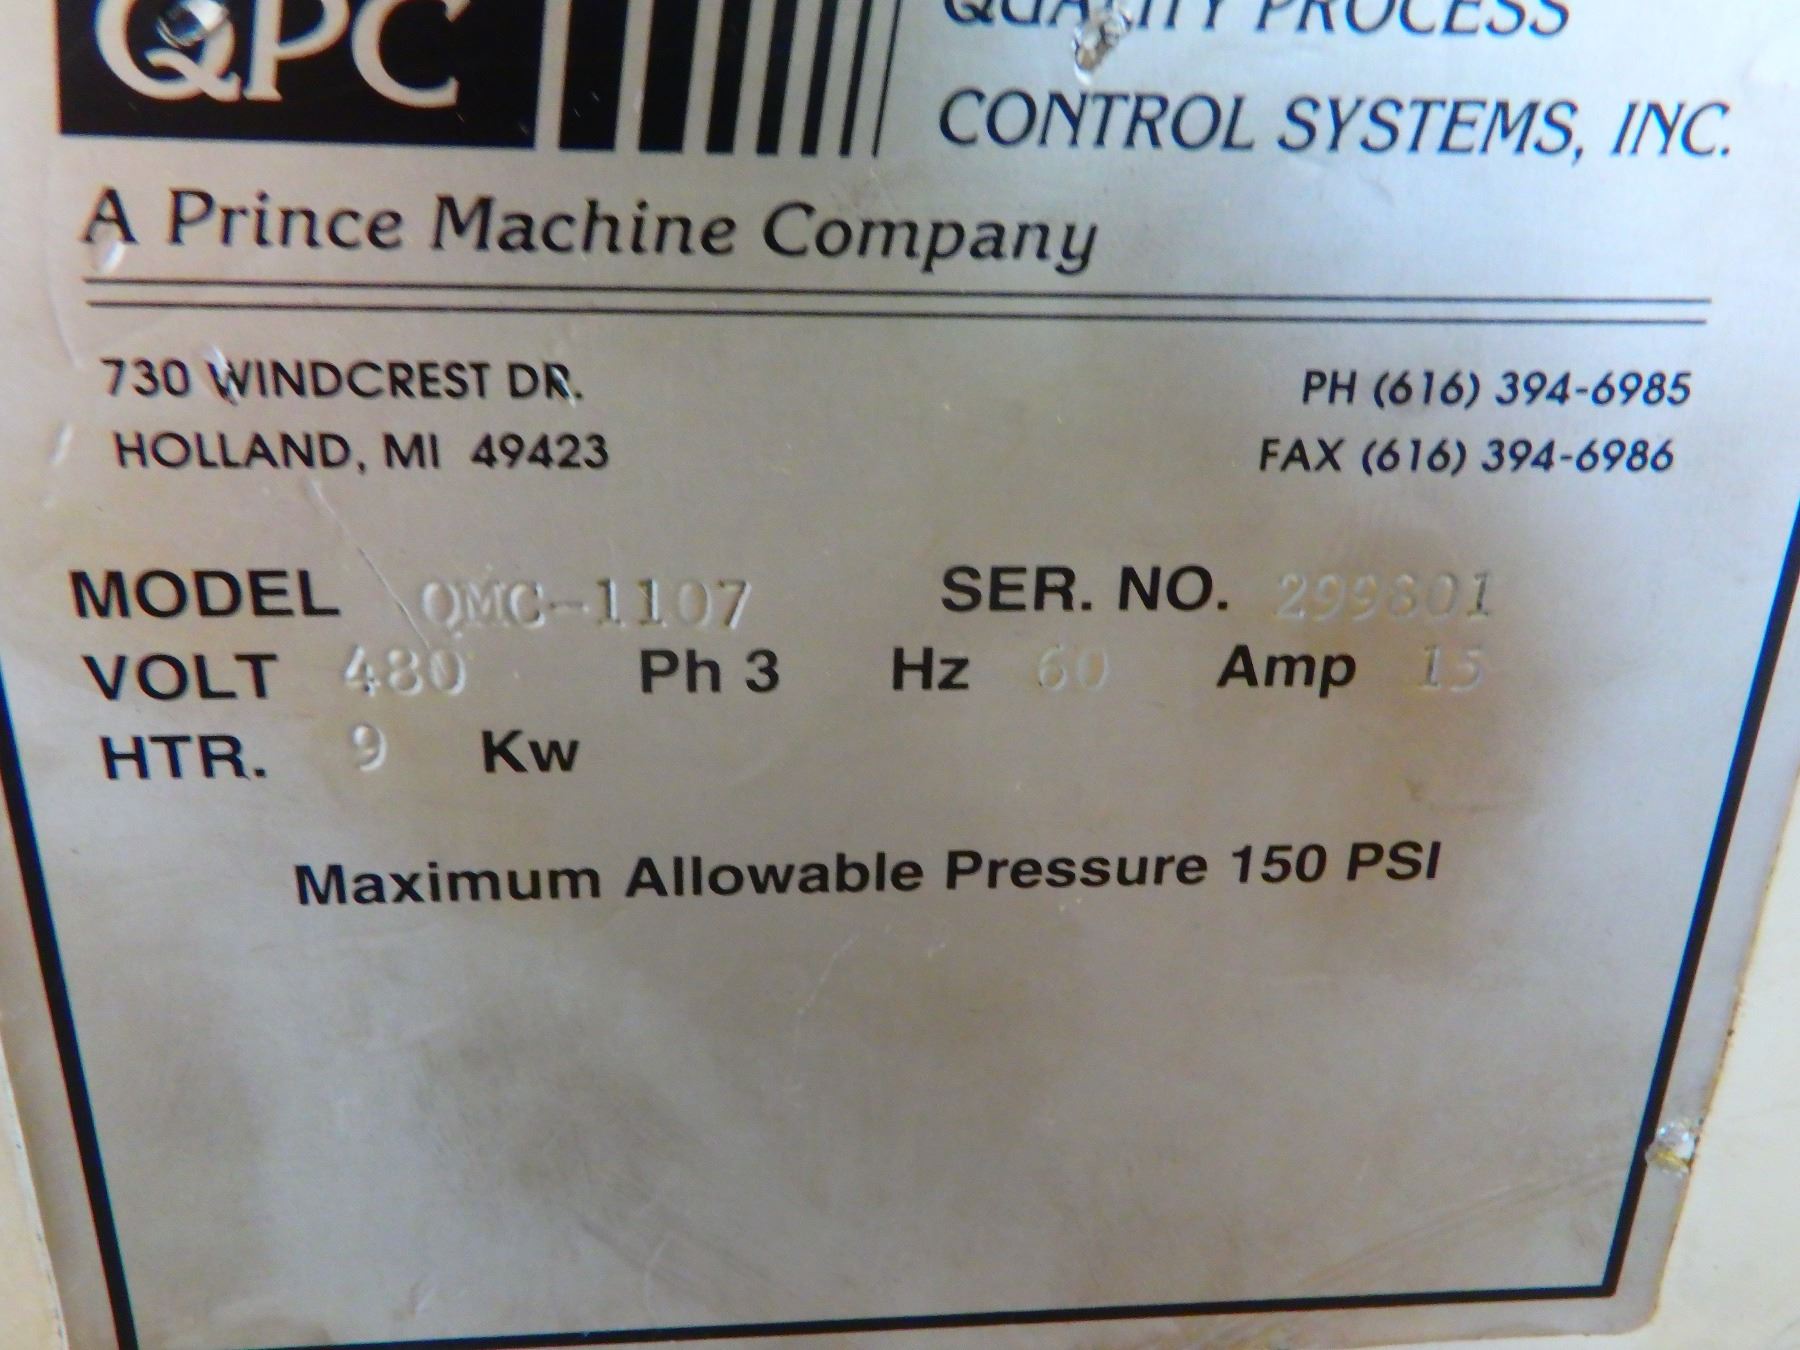 QPC
QUALITY PROCESS
CONTROL SYSTEMS, INC.
A Prince Machine Company
730 WINDCREST DR.
PH (616) 394-6985
HOLLAND, MI 49423
FAX (616) 394-6986
MODEL QMC-1107 SER. NO. 299801
VOLT 480 Ph 3 Hz 60 Amp 15
HTR. 9 Kw
Maximum Allowable Pressure 150 PSI